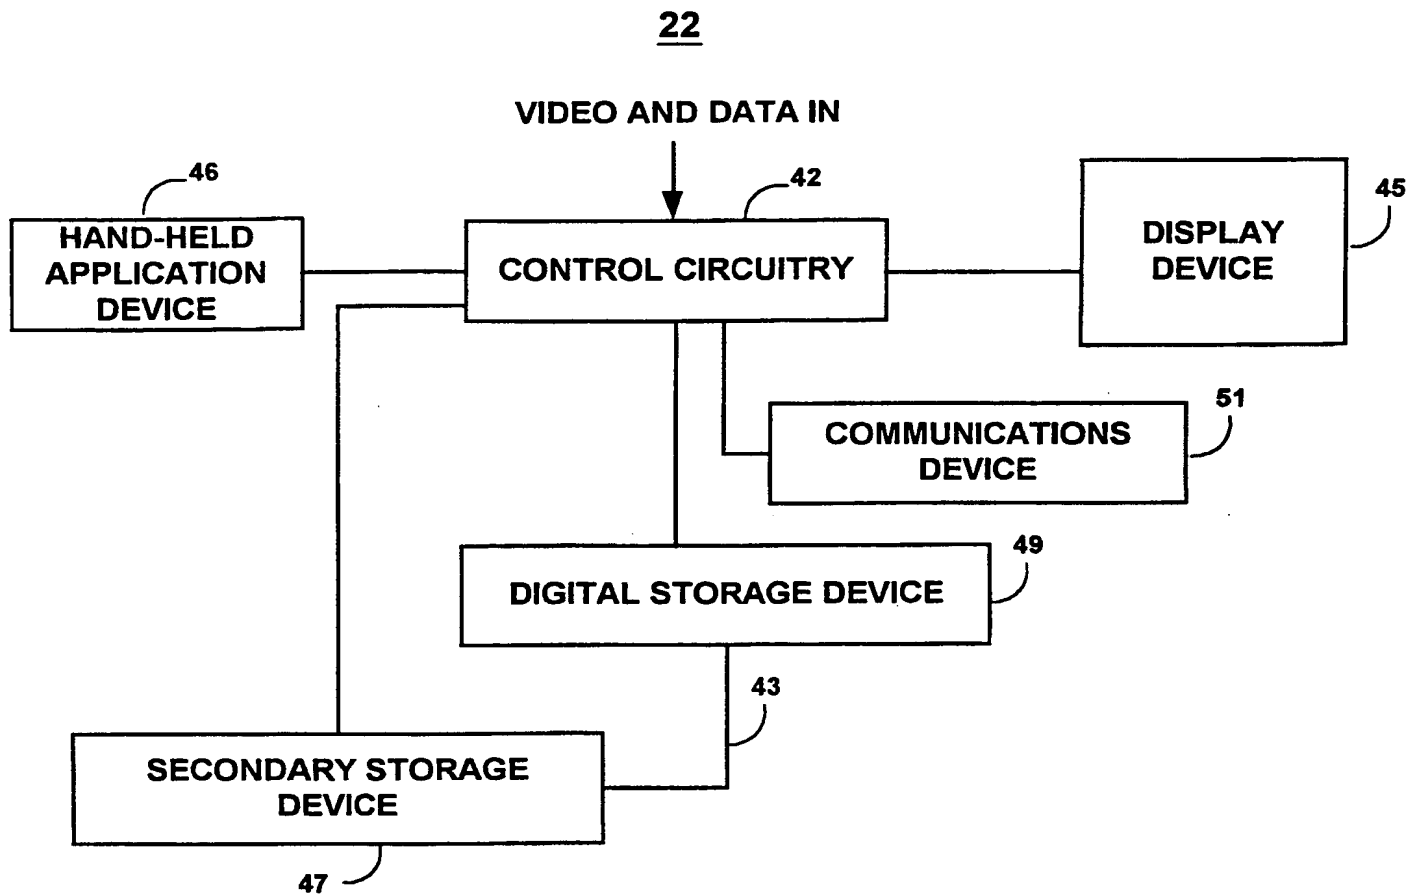 22
VIDEO AND DATA IN
46
42
45
HAND-HELD
APPLICATION
DEVICE
CONTROL CIRCUITRY
DISPLAY
DEVICE
51
COMMUNICATIONS
DEVICE
49
DIGITAL STORAGE DEVICE
43
SECONDARY STORAGE
DEVICE
47